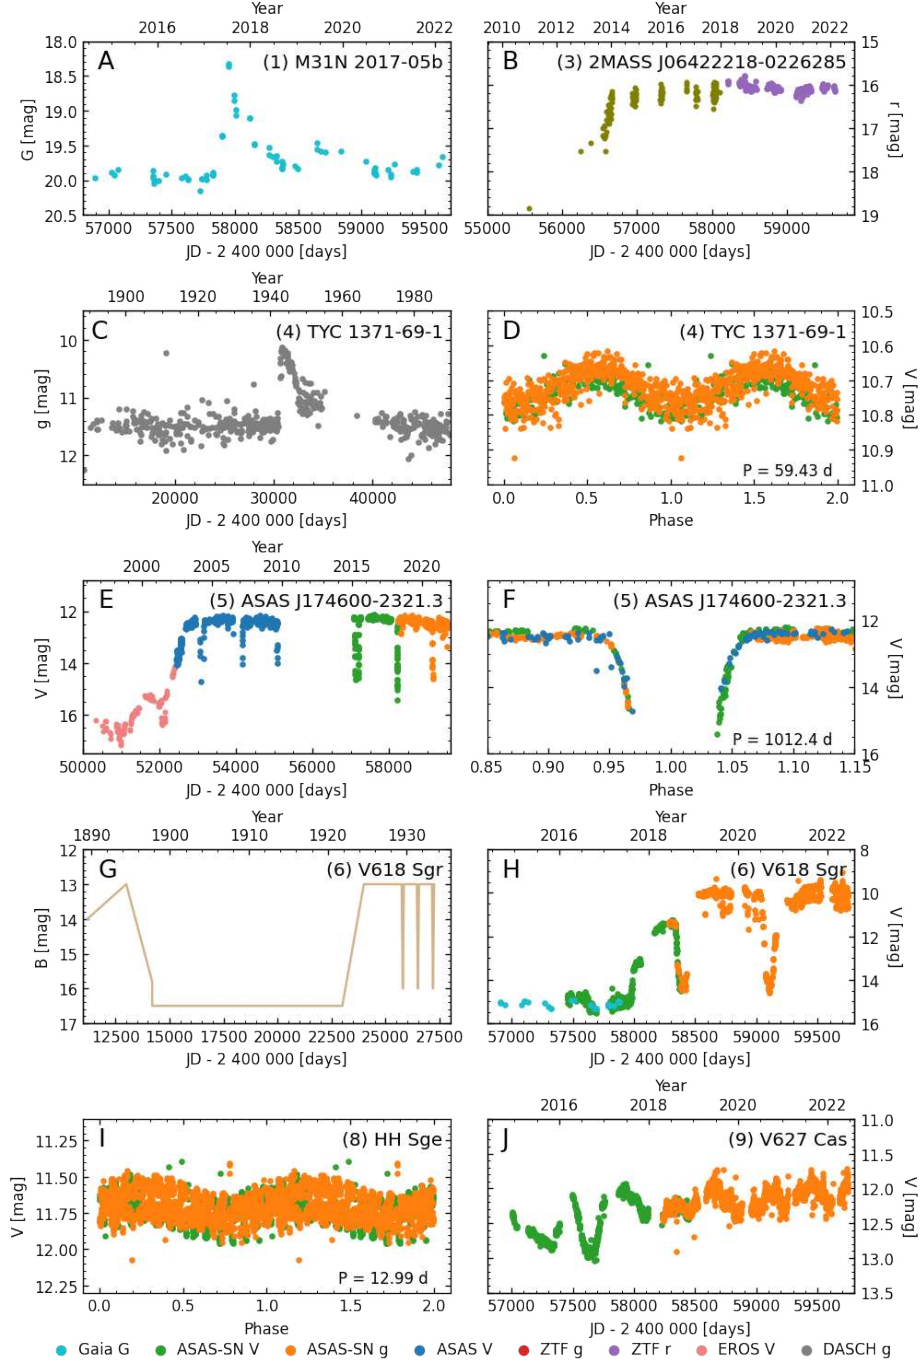 Year Year
2016 2018 2020 2022 2010 2012 2014 2016 2018 2020 2022
A (1) M31N 2017-05b
18.0 18.5 19.0 19.5 20.0 20.5
G [mag]
57000 57500 58000 58500 59000 59500
JD - 2 400 000 [days]
B (3) 2MASS J06422218-0226285
15 16 17 18 19
r [mag]
55000 56000 57000 58000 59000
JD - 2 400 000 [days]
Year
1900 1920 1940 1960 1980
C (4) TYC 1371-69-1
10 11 12
g [mag]
20000 30000 40000
JD - 2 400 000 [days]
D (4) TYC 1371-69-1
10.5 10.6 10.7 10.8 10.9 11.0
V [mag]
P = 59.43 d
0.0 0.5 1.0 1.5 2.0
Phase
Year
2000 2005 2010 2015 2020
E (5) ASAS J174600-2321.3
12 14 16
V [mag]
50000 52000 54000 56000 58000
JD - 2 400 000 [days]
F (5) ASAS J174600-2321.3
12 14 16
V [mag]
P = 1012.4 d
0.85 0.90 0.95 1.00 1.05 1.10 1.15
Phase
Year
1890 1900 1910 1920 1930
G (6) V618 Sgr
12 13 14 15 16 17
B [mag]
12500 15000 17500 20000 22500 25000 27500
JD - 2 400 000 [days]
Year
2016 2018 2020 2022
H (6) V618 Sgr
8 10 12 14 16
V [mag]
57000 57500 58000 58500 59000 59500
JD - 2 400 000 [days]
I (8) HH Sge
11.25 11.50 11.75 12.00 12.25
V [mag]
P = 12.99 d
0.0 0.5 1.0 1.5 2.0
Phase
Year
2016 2018 2020 2022
J (9) V627 Cas
11.0 11.5 12.0 12.5 13.0 13.5
V [mag]
57000 57500 58000 58500 59000 59500
JD - 2 400 000 [days]
Gaia G ASAS-SN V ASAS-SN g ASAS V ZTF g ZTF r EROS V DASCH g